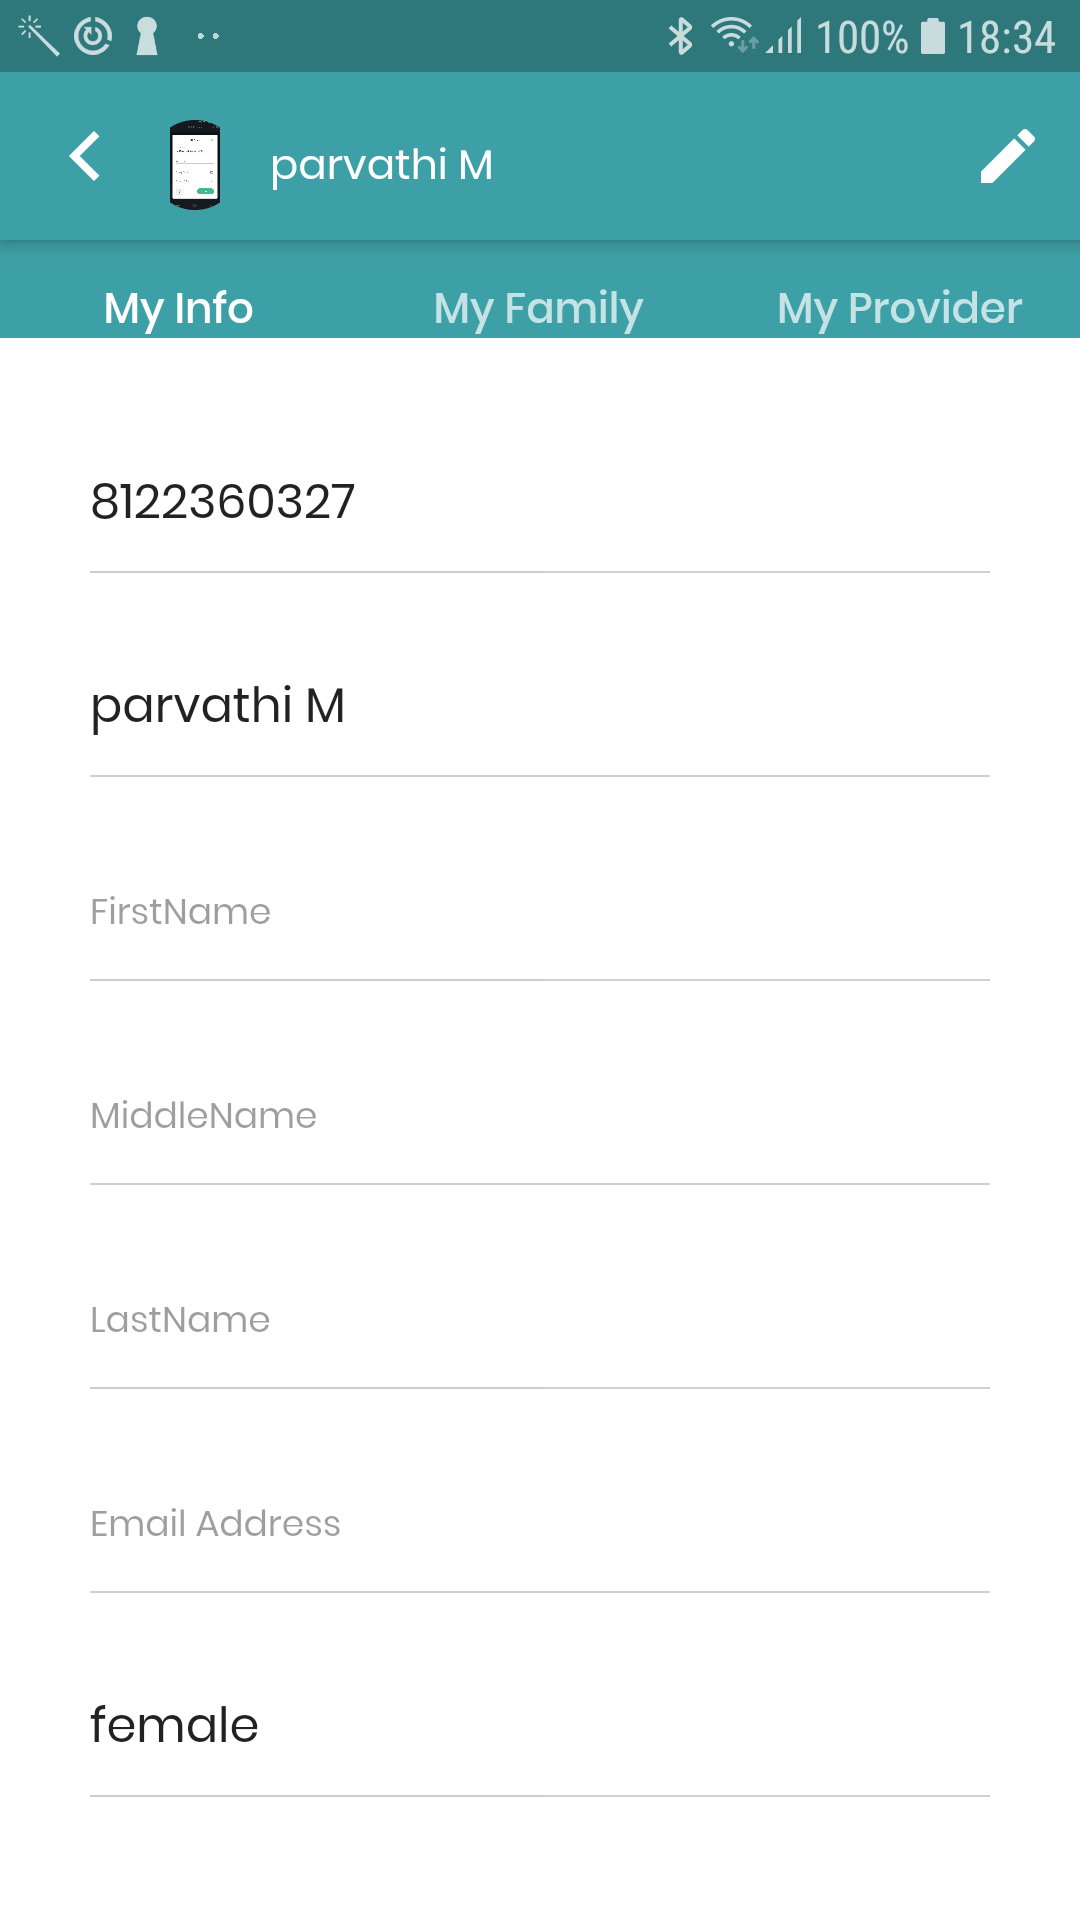 100% 18:34
parvathi M
My Info My Family My Provider
8122360327
parvathi M
FirstName
MiddleName
LastName
Email Address
female